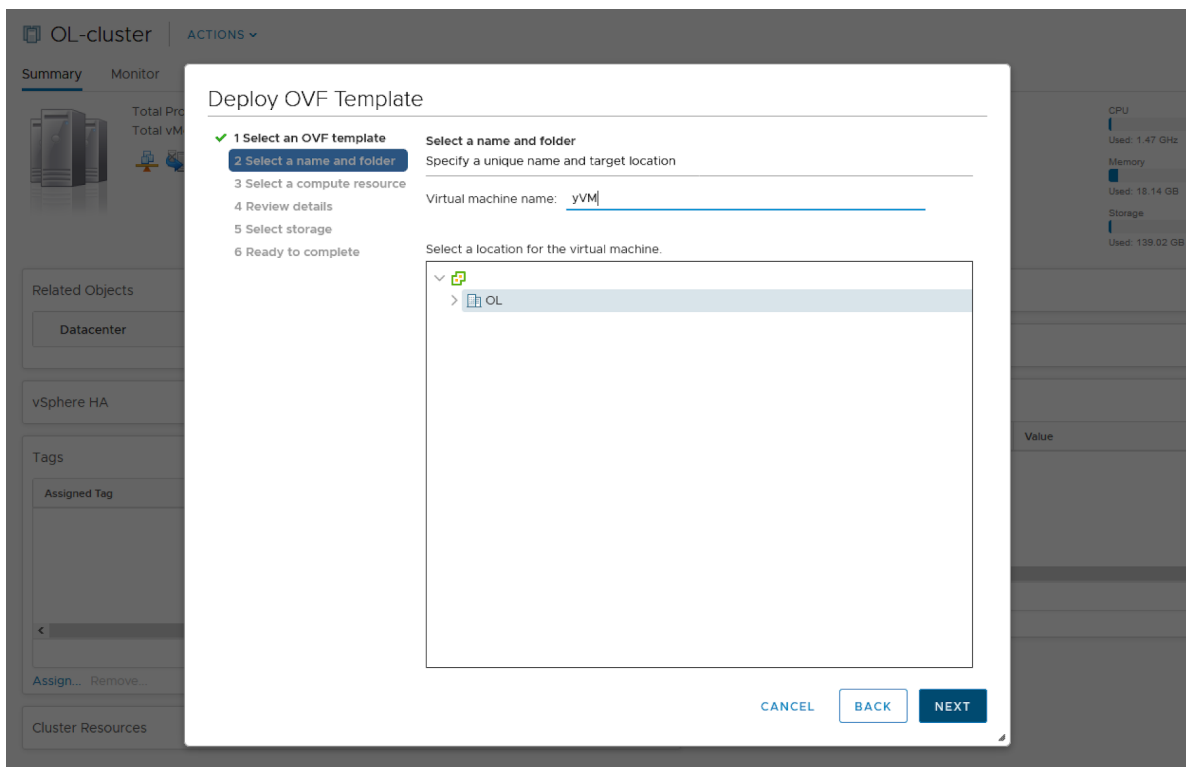 OL-cluster
ACTIONS
Summary Monitor
Total Pro
Total vM
CPU
Used: 1.47 GHz
Memory
Used: 18.14 GB
Storage
Used: 139.02 GB
Related Objects
Datacenter
vSphere HA
Tags
Assigned Tag
Assign... Remove...
Cluster Resources
Value
Deploy OVF Template
1 Select an OVF template
2 Select a name and folder
3 Select a compute resource
4 Review details
5 Select storage
6 Ready to complete
Select a name and folder
Specify a unique name and target location
Virtual machine name: yVM
Select a location for the virtual machine.
OL
CANCEL BACK NEXT